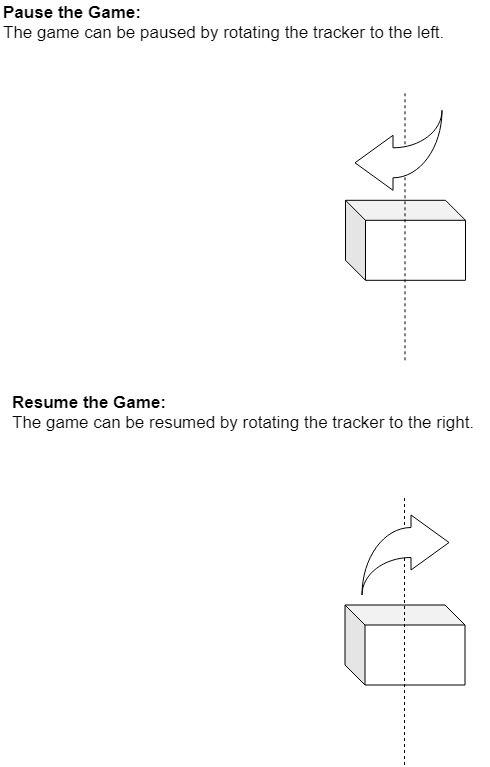 Pause the Game:
The game can be paused by rotating the tracker to the left.
Resume the Game:
The game can be resumed by rotating the tracker to the right.